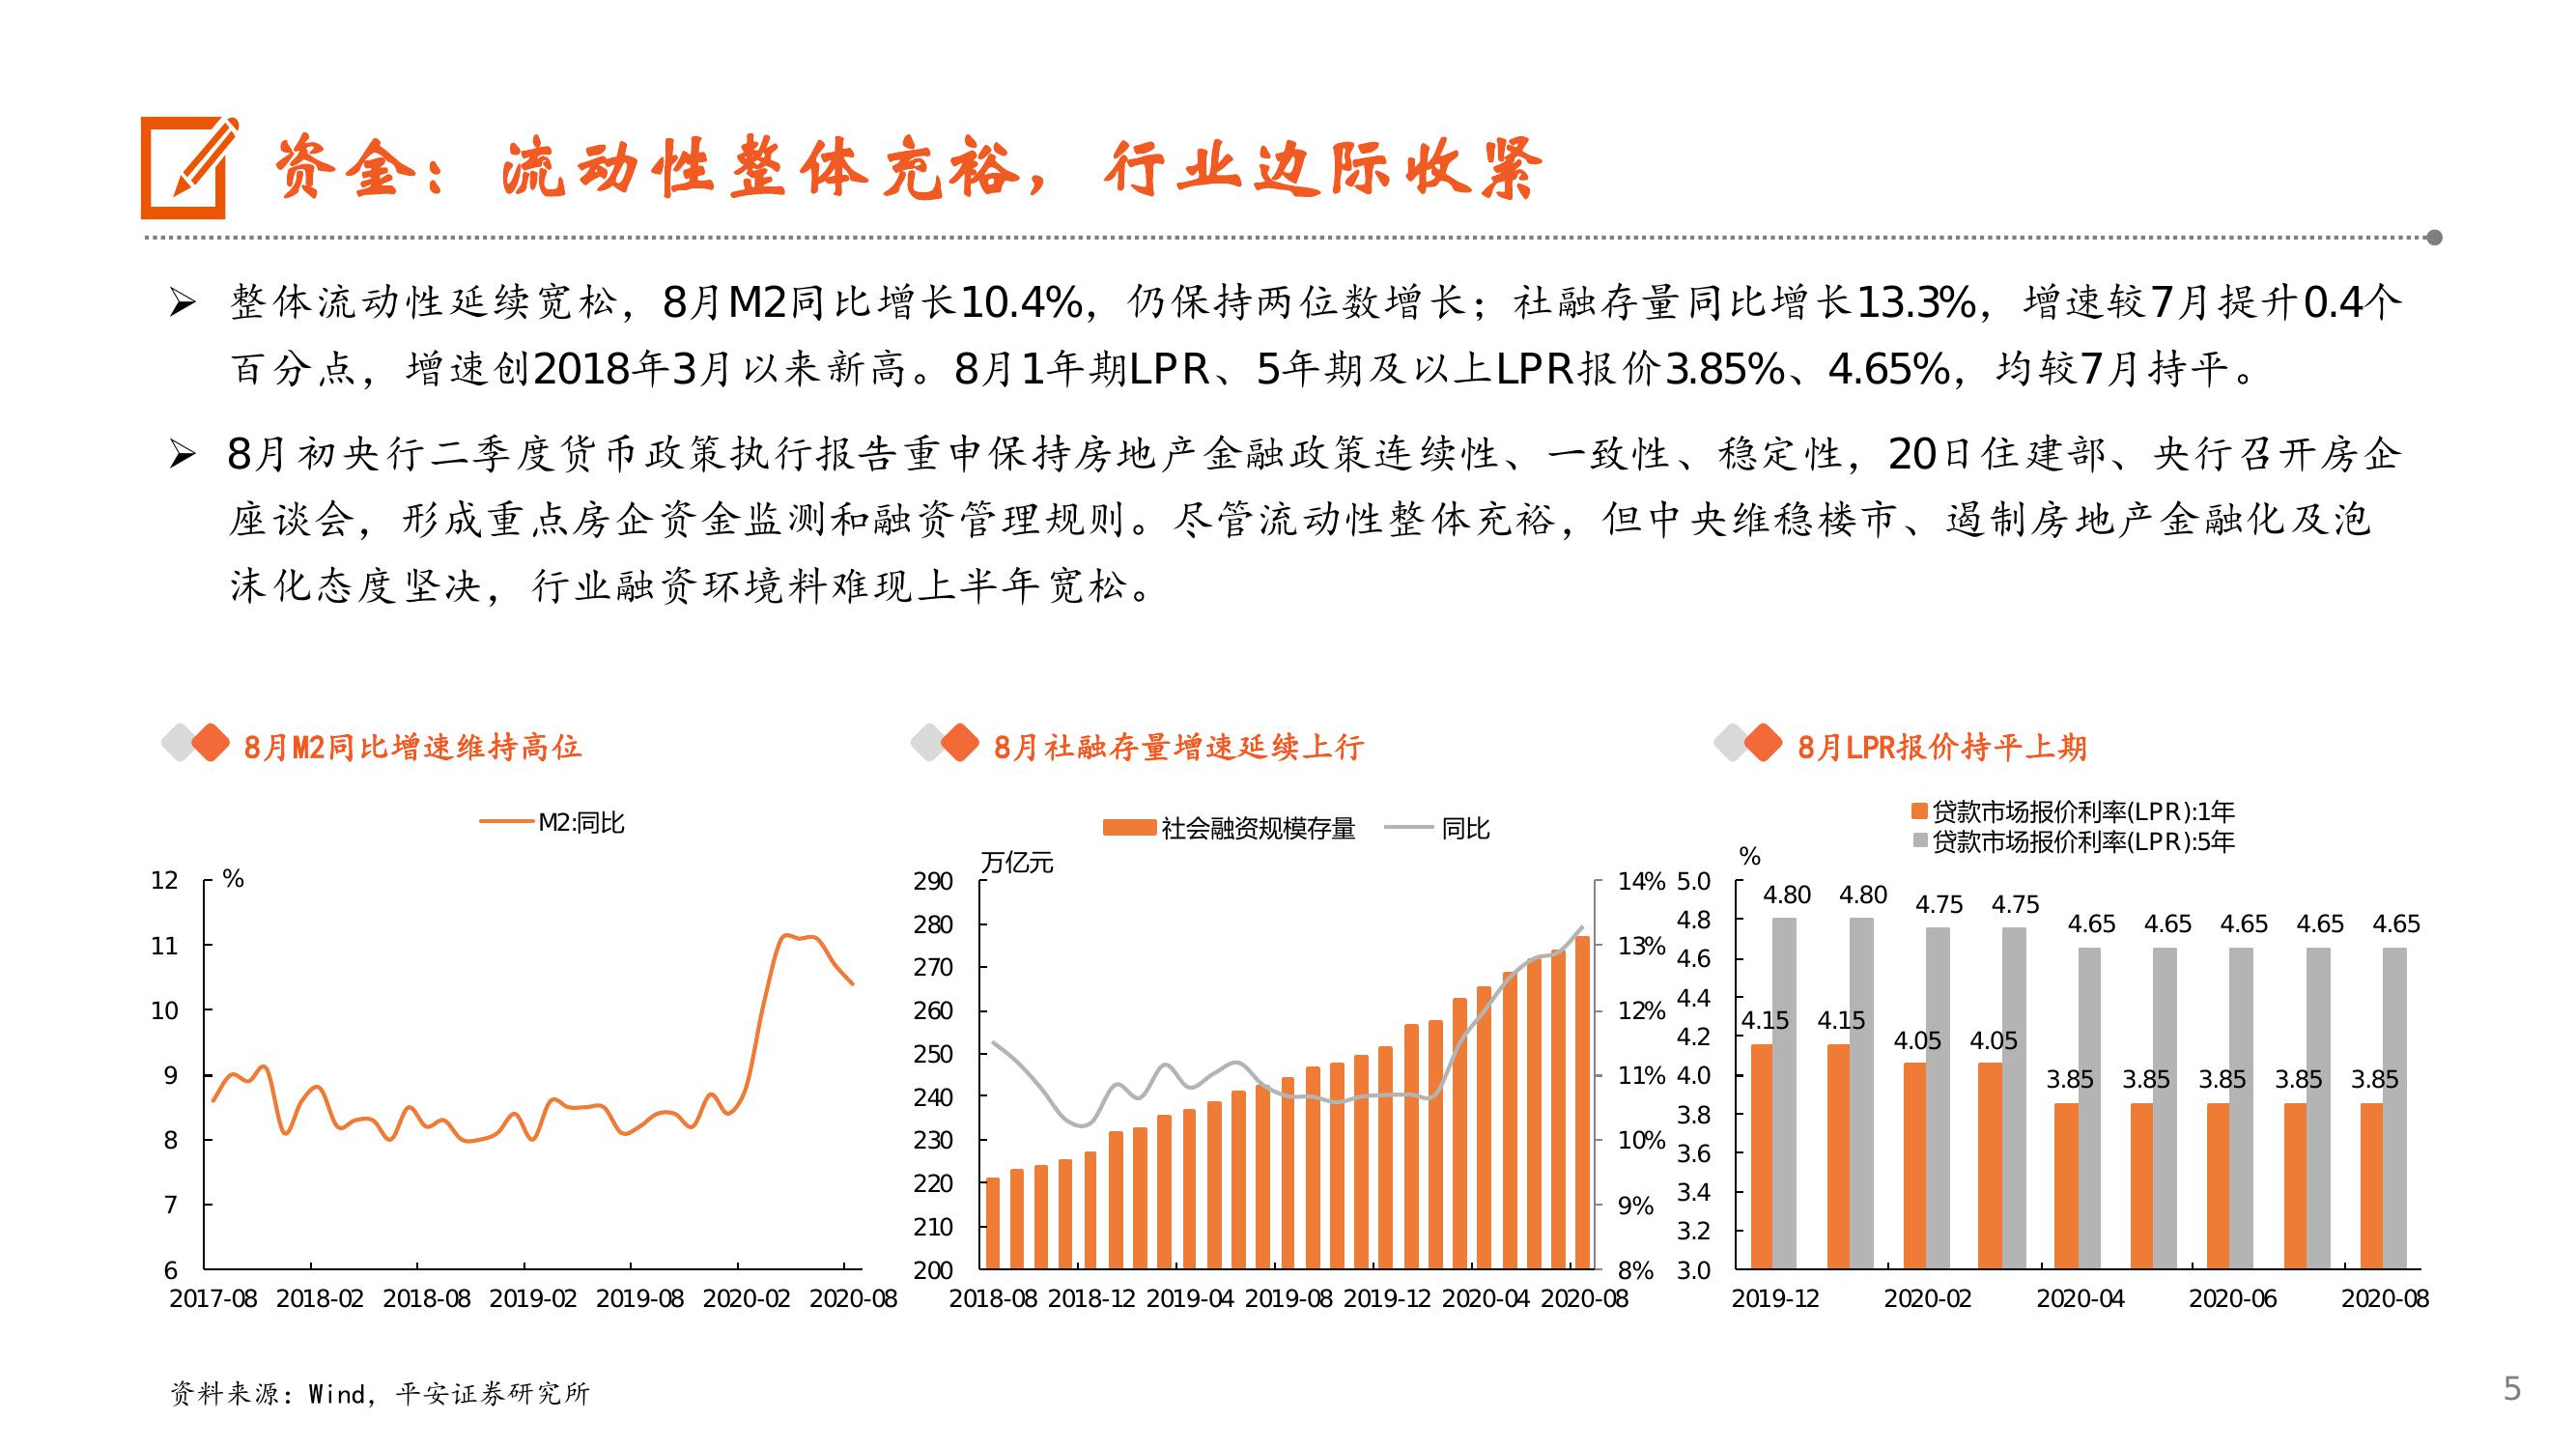 资金：流动性整体充裕，行业边际收紧
整体流动性延续宽松，8月M2同比增长10.4%，仍保持两位数增长；社融存量同比增长13.3%，增速较7月提升0.4个
百分点，增速创2018年3月以来新高。8月1年期LPR、5年期及以上LPR报价3.85%、4.65%，均较7月持平。
8月初央行二季度货币政策执行报告重申保持房地产金融政策连续性、一致性、稳定性，20日住建部、央行召开房企
座谈会，形成重点房企资金监测和融资管理规则。尽管流动性整体充裕，但中央维稳楼市、遏制房地产金融化及泡
沫化态度坚决，行业融资环境料难现上半年宽松。
8月M2同比增速维持高位
M2:同比
%
12
11
10
9
8
7
6
2017-08 2018-02 2018-08 2019-02 2019-08 2020-02 2020-08
8月社融存量增速延续上行
社会融资规模存量 同比
万亿元
290
280
270
260
250
240
230
220
210
200
14%
13%
12%
11%
10%
9%
8%
2018-08 2018-12 2019-04 2019-08 2019-12 2020-04 2020-08
8月LPR报价持平上期
贷款市场报价利率(LPR):1年
贷款市场报价利率(LPR):5年
%
5.0
4.8
4.6
4.4
4.2
4.0
3.8
3.6
3.4
3.2
3.0
4.80 4.80 4.75 4.75 4.65 4.65 4.65 4.65 4.65
4.15 4.15 4.05 4.05 3.85 3.85 3.85 3.85 3.85
2019-12 2020-02 2020-04 2020-06 2020-08
资料来源：Wind，平安证券研究所
5